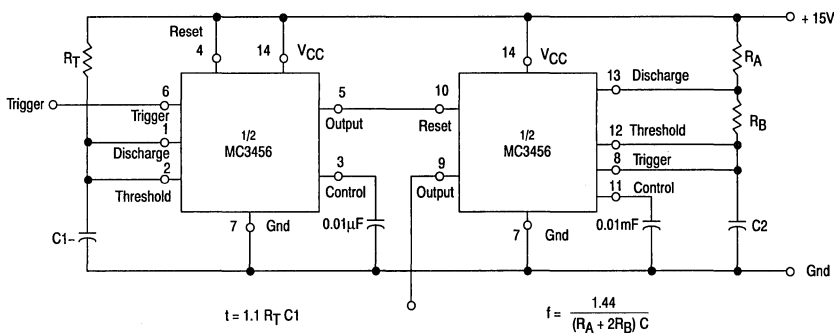 + 15V
Reset
4
14
VCC
14
VCC
RT
RA
13
Discharge
Trigger
6
Trigger
5
Output
10
Reset
RB
1
Discharge
1/2
MC3456
1/2
MC3456
12
Threshold
8
Trigger
2
Threshold
3
Control
9
Output
11
Control
7
Gnd
0.01μF
7
Gnd
0.01mF
C1-
C2
Gnd
t = 1.1 RT C1
f = 1.44
(RA + 2RB) C